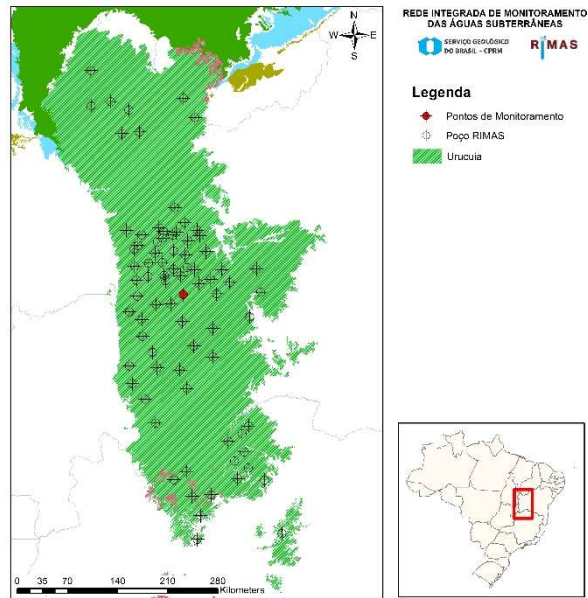 REDE INTEGRADA DE MONITORAMENTO
DAS ÁGUAS SUBTERRÂNEAS
SERVIÇO GEOLÓGICO
DO BRASIL – CPRM
RIMAS
N
W E
S
Legenda
Pontos de Monitoramento
Poço RIMAS
Urucuia
0 35 70 140 210 280
Kilometers